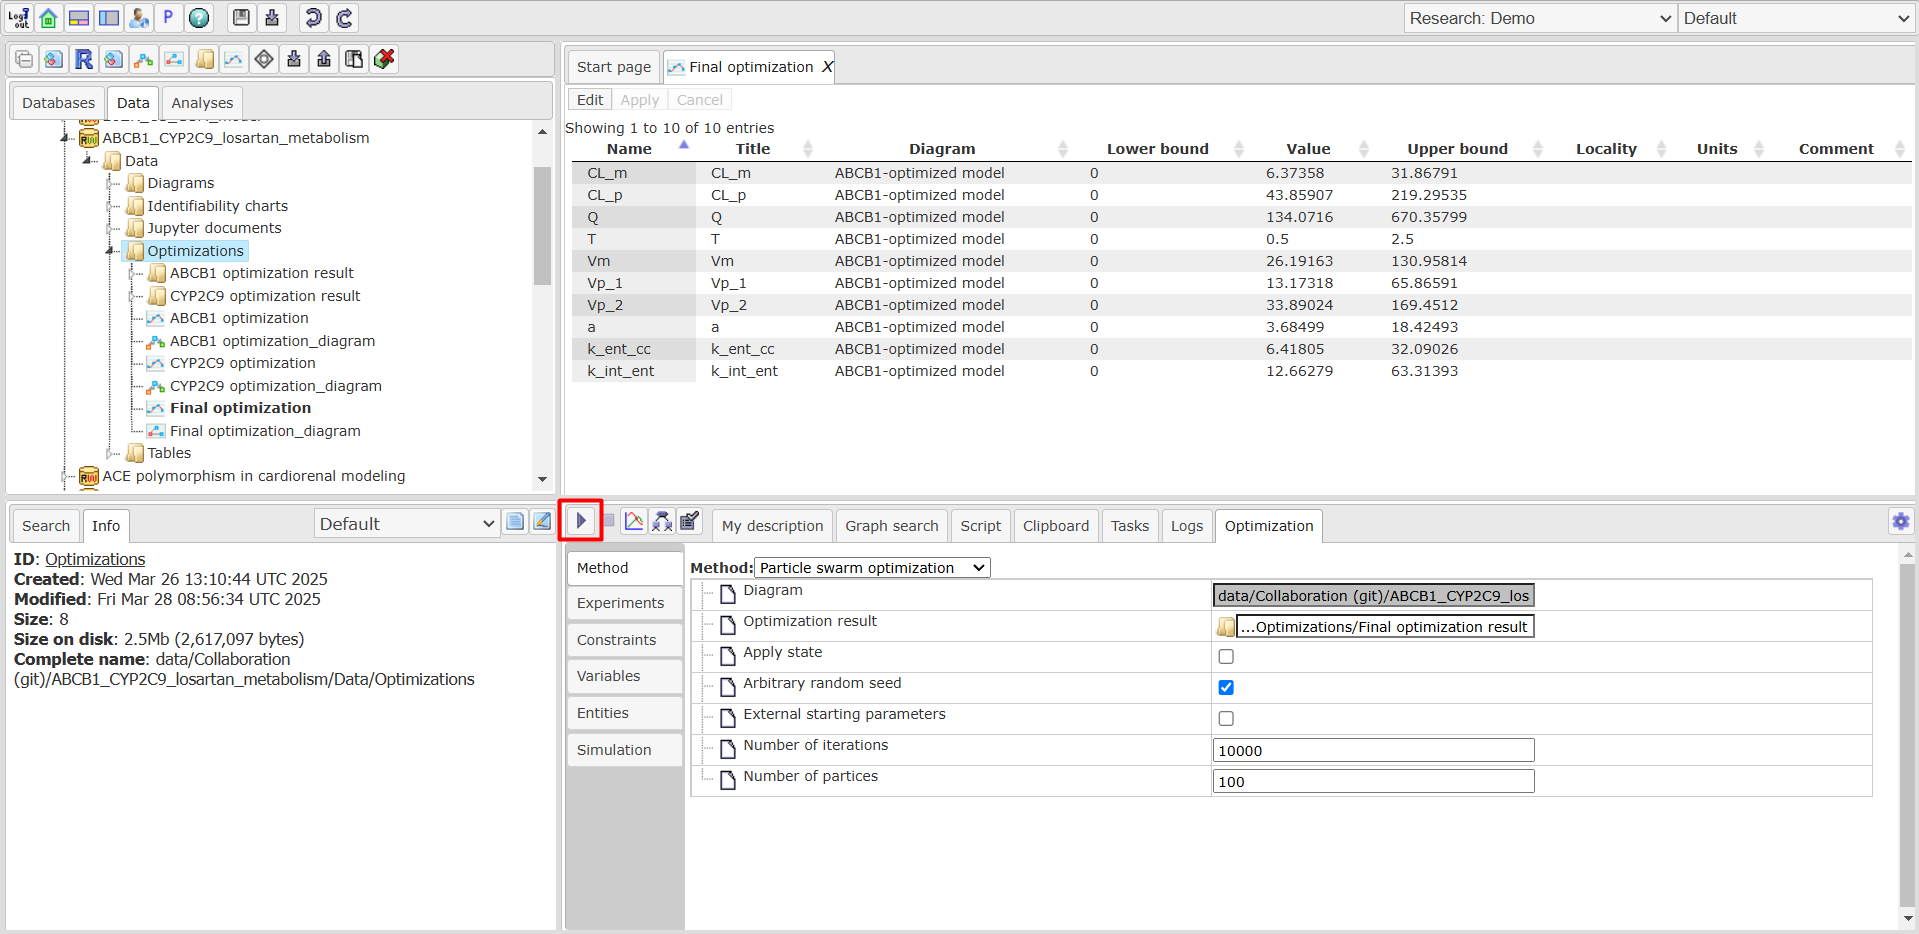 Log out
P
Research: Demo
Default
Databases
Data
Analyses
ABCB1_CYP2C9_losartan_metabolism
Data
Diagrams
Identifiability charts
Jupyter documents
Optimizations
ABCB1 optimization result
CYP2C9 optimization result
ABCB1 optimization
ABCB1 optimization_diagram
CYP2C9 optimization
CYP2C9 optimization_diagram
Final optimization
Final optimization_diagram
Tables
ACE polymorphism in cardiorenal modeling
Start page
Final optimization X
Edit Apply Cancel
Showing 1 to 10 of 10 entries
Name Title Diagram Lower bound Value Upper bound Locality Units Comment
CL_m CL_m ABCB1-optimized model 0 6.37358 31.86791
CL_p CL_p ABCB1-optimized model 0 43.85907 219.29535
Q Q ABCB1-optimized model 0 134.0716 670.35799
T T ABCB1-optimized model 0 0.5 2.5
Vm Vm ABCB1-optimized model 0 26.19163 130.95814
Vp_1 Vp_1 ABCB1-optimized model 0 13.17318 65.86591
Vp_2 Vp_2 ABCB1-optimized model 0 33.89024 169.4512
a a ABCB1-optimized model 0 3.68499 18.42493
k_ent_cc k_ent_cc ABCB1-optimized model 0 6.41805 32.09026
k_int_ent k_int_ent ABCB1-optimized model 0 12.66279 63.31393
Search
Info
Default
ID: Optimizations
Created: Wed Mar 26 13:10:44 UTC 2025
Modified: Fri Mar 28 08:56:34 UTC 2025
Size: 8
Size on disk: 2.5Mb (2,617,097 bytes)
Complete name: data/Collaboration
(git)/ABCB1_CYP2C9_losartan_metabolism/Data/Optimizations
My description
Graph search
Script
Clipboard
Tasks
Logs
Optimization
Method
Experiments
Constraints
Variables
Entities
Simulation
Method: Particle swarm optimization
Diagram data/Collaboration (git)/ABCB1_CYP2C9_los
Optimization result ...Optimizations/Final optimization result
Apply state
Arbitrary random seed
External starting parameters
Number of iterations 10000
Number of partices 100